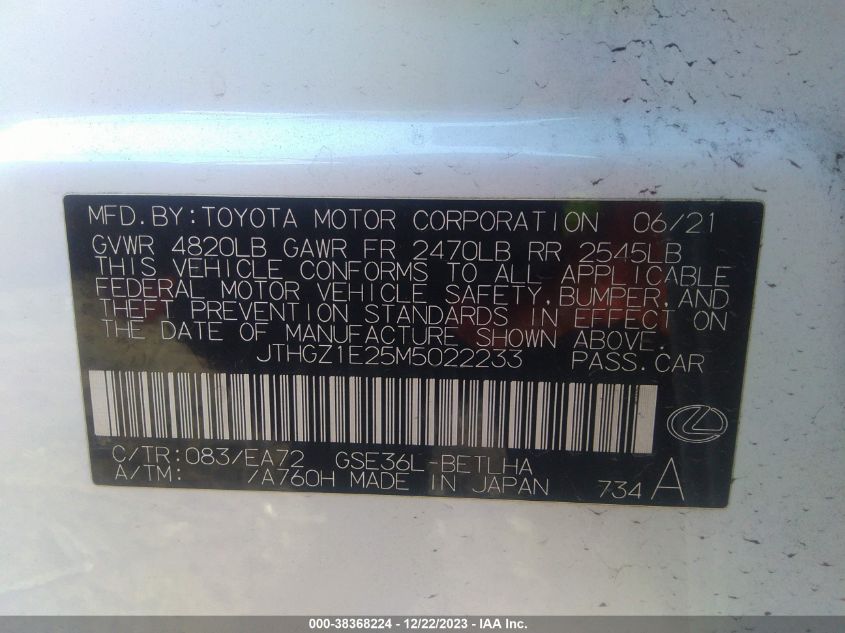 MFD.BY:TOYOTA MOTOR CORPORATION 06/21
GVWR 4820LB GAWR FR 2470LB RR 2545LB
THIS VEHICLE CONFORMS TO ALL APPLICABLE
FEDERAL MOTOR VEHICLE SAFETY,BUMPER,AND
THEFT PREVENTION STANDARDS IN EFFECT ON
THE DATE OF MANUFACTURE SHOWN ABOVE.
JTHGZ1E25M5022233 PASS.CAR
C/TR:083/EA72 GSE36L-BETLHA
A/TM: /A760H MADE IN JAPAN 734A
000-38368224 - 12/22/2023 - IAA Inc.